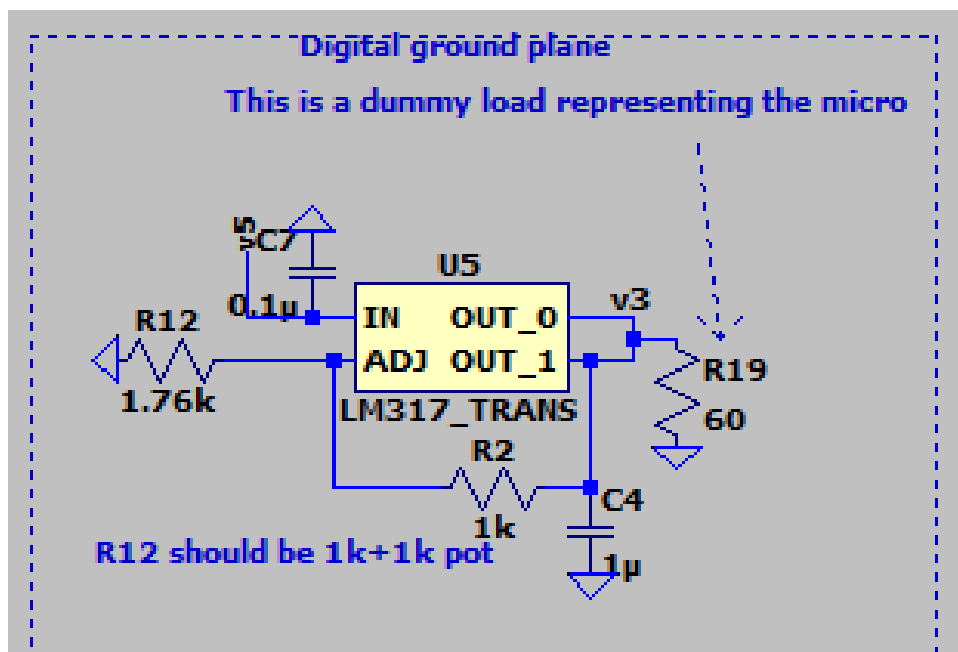 Digital ground plane
This is a dummy load representing the micro
v5
C7
0.1µ
U5
v3
R12
1.76k
IN OUT_0
ADJ OUT_1
LM317_TRANS
R19
60
R2
1k
C4
1µ
R12 should be 1k+1k pot